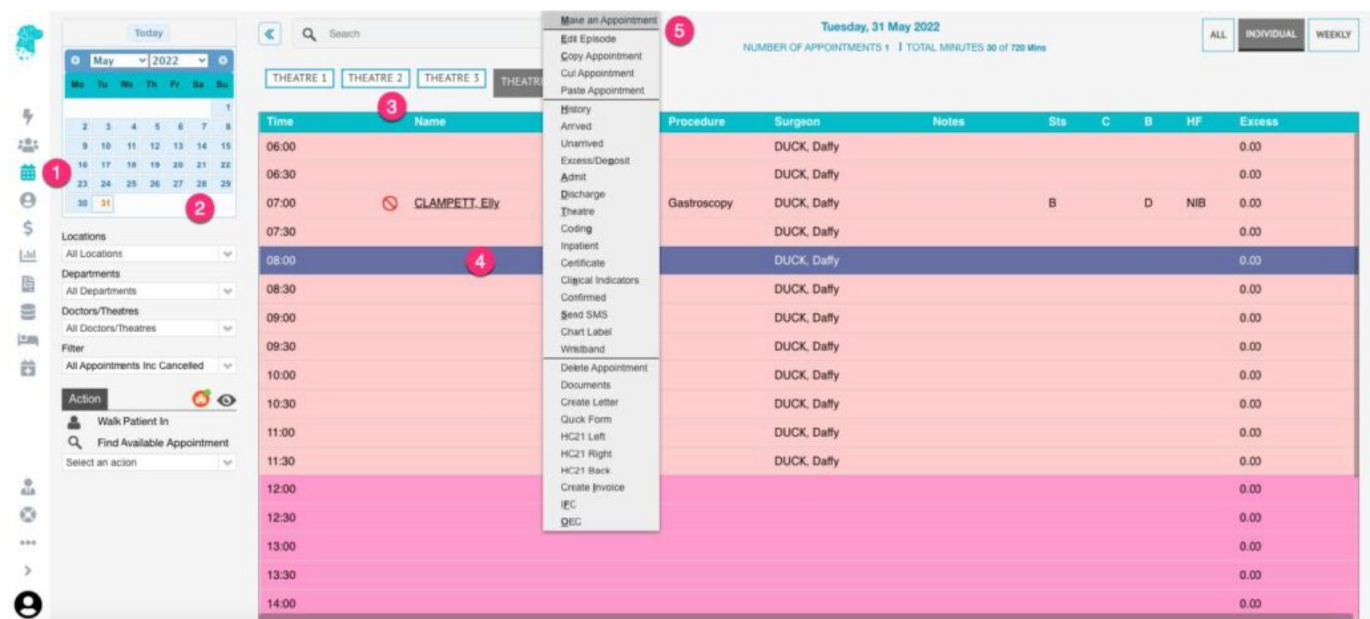 Today
May 2022
Mo Tu We Th Fr Sa Su
1
2 3 4 5 6 7 8
9 10 11 12 13 14 15
16 17 18 19 20 21 22
23 24 25 26 27 28 29
30 31
1
2
Locations
All Locations
Departments
All Departments
Doctors/Theatres
All Doctors/Theatres
Filter
All Appointments Inc Cancelled
Action
Walk Patient In
Find Available Appointment
Select an action
Search
Tuesday, 31 May 2022
NUMBER OF APPOINTMENTS 1 | TOTAL MINUTES 30 of 720 Mins
ALL INDIVIDUAL WEEKLY
THEATRE 1 THEATRE 2 THEATRE 3 THEATRE
3
Time Name Procedure Surgeon Notes Sts C B HF Excess
06:00 DUCK, Daffy 0.00
06:30 DUCK, Daffy 0.00
07:00 CLAMPETT, Elly Gastroscopy DUCK, Daffy B D NIB 0.00
07:30 DUCK, Daffy 0.00
08:00 4 DUCK, Daffy 0.00
08:30 DUCK, Daffy 0.00
09:00 DUCK, Daffy 0.00
09:30 DUCK, Daffy 0.00
10:00 DUCK, Daffy 0.00
10:30 DUCK, Daffy 0.00
11:00 DUCK, Daffy 0.00
11:30 DUCK, Daffy 0.00
12:00 0.00
12:30 0.00
13:00 0.00
13:30 0.00
14:00 0.00
Make an Appointment
5
Edit Episode
Copy Appointment
Cut Appointment
Paste Appointment
History
Arrived
Unarrived
Excess/Deposit
Admit
Discharge
Theatre
Coding
Inpatient
Certificate
Clinical Indicators
Confirmed
Send SMS
Chart Label
Wristband
Delete Appointment
Documents
Create Letter
Quick Form
HC21 Left
HC21 Right
HC21 Back
Create Invoice
IFC
OEC